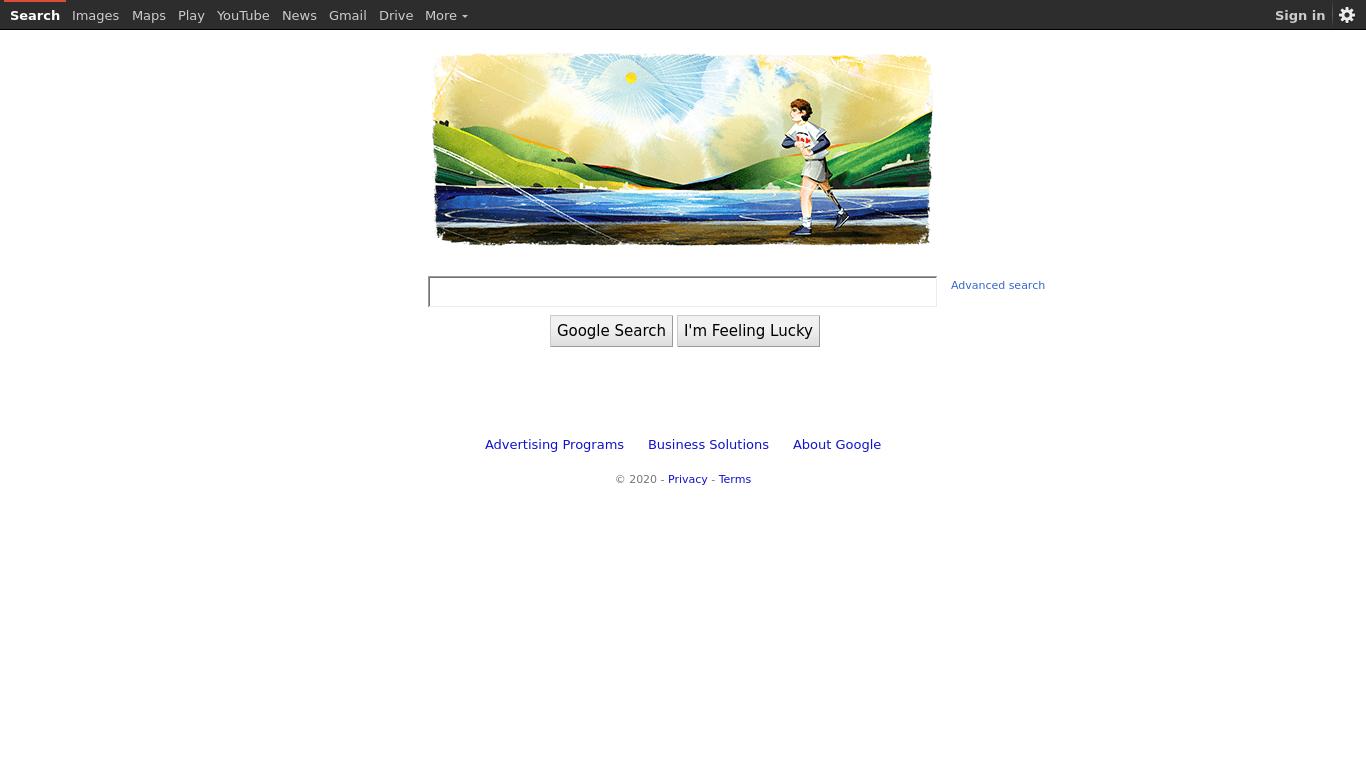 Search Images Maps Play YouTube News Gmail Drive More Sign in
Advanced search
Google Search I'm Feeling Lucky
Advertising Programs Business Solutions About Google
© 2020 - Privacy - Terms